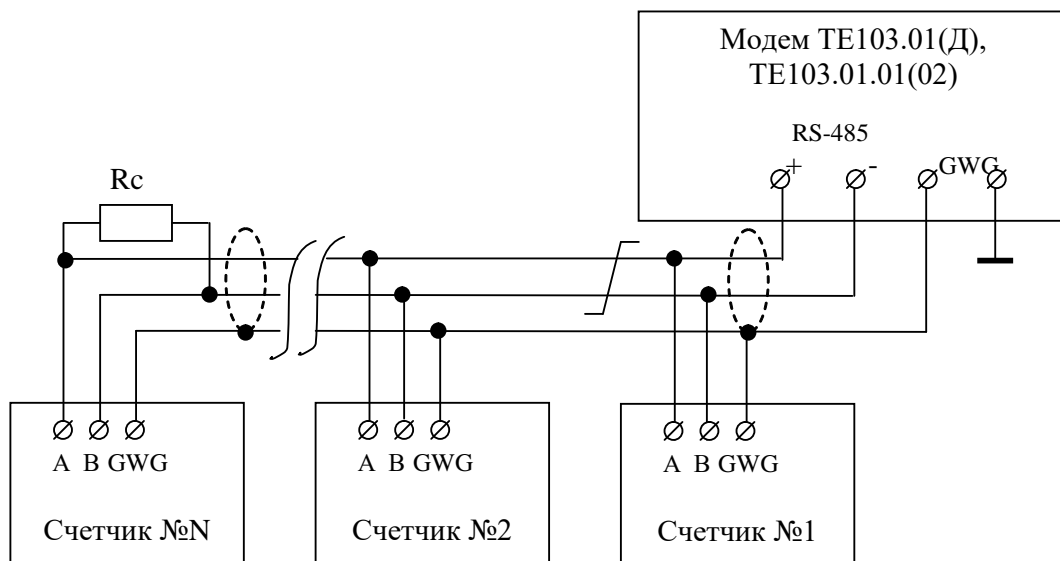 Модем ТЕ103.01(Д),
ТЕ103.01.01(02)
RS-485
+ - GWG
Rc
A B GWG
A B GWG
A B GWG
Счетчик №N
Счетчик №2
Счетчик №1